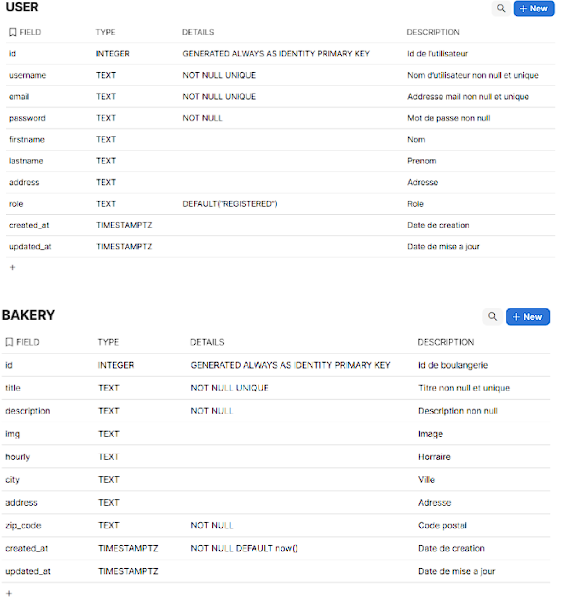 USER
+ New
FIELD TYPE DETAILS DESCRIPTION
id INTEGER GENERATED ALWAYS AS IDENTITY PRIMARY KEY Id de l'utilisateur
username TEXT NOT NULL UNIQUE Nom d'utilisateur non null et unique
email TEXT NOT NULL UNIQUE Addresse mail non null et unique
password TEXT NOT NULL Mot de passe non null
firstname TEXT Nom
lastname TEXT Prenom
address TEXT Adresse
role TEXT DEFAULT("REGISTERED") Role
created_at TIMESTAMPTZ Date de creation
updated_at TIMESTAMPTZ Date de mise a jour
+
BAKERY
+ New
FIELD TYPE DETAILS DESCRIPTION
id INTEGER GENERATED ALWAYS AS IDENTITY PRIMARY KEY Id de boulangerie
title TEXT NOT NULL UNIQUE Titre non null et unique
description TEXT NOT NULL Description non null
img TEXT Image
hourly TEXT Horraire
city TEXT Ville
address TEXT Adresse
zip_code TEXT NOT NULL Code postal
created_at TIMESTAMPTZ NOT NULL DEFAULT now() Date de creation
updated_at TIMESTAMPTZ Date de mise a jour
+